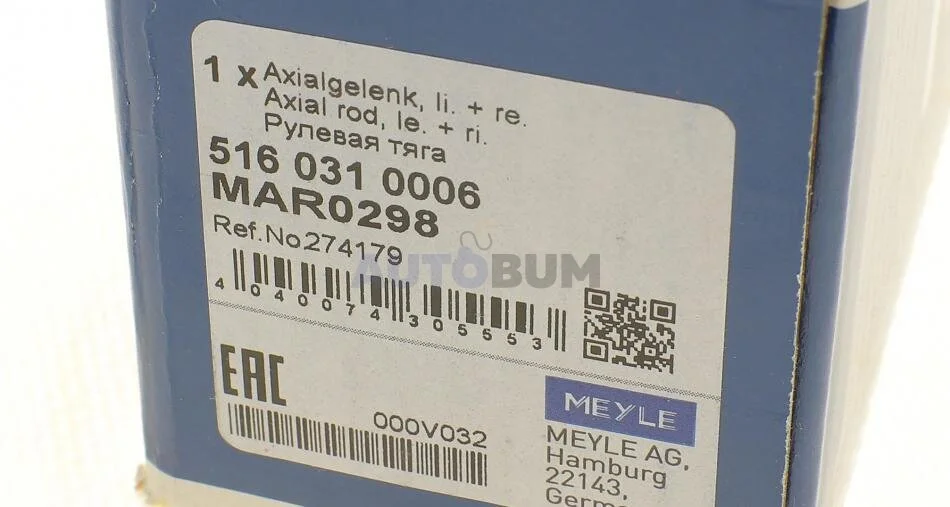 1 x Axialgelenk, li. + re.
Axial rod, le. + ri.
Рулевая тяга
516 031 0006
MAR0298
Ref.No.274179
AUTOBUM
4 040074 305553
EAC
000V032
MEYLE
MEYLE AG,
Hamburg
22143,